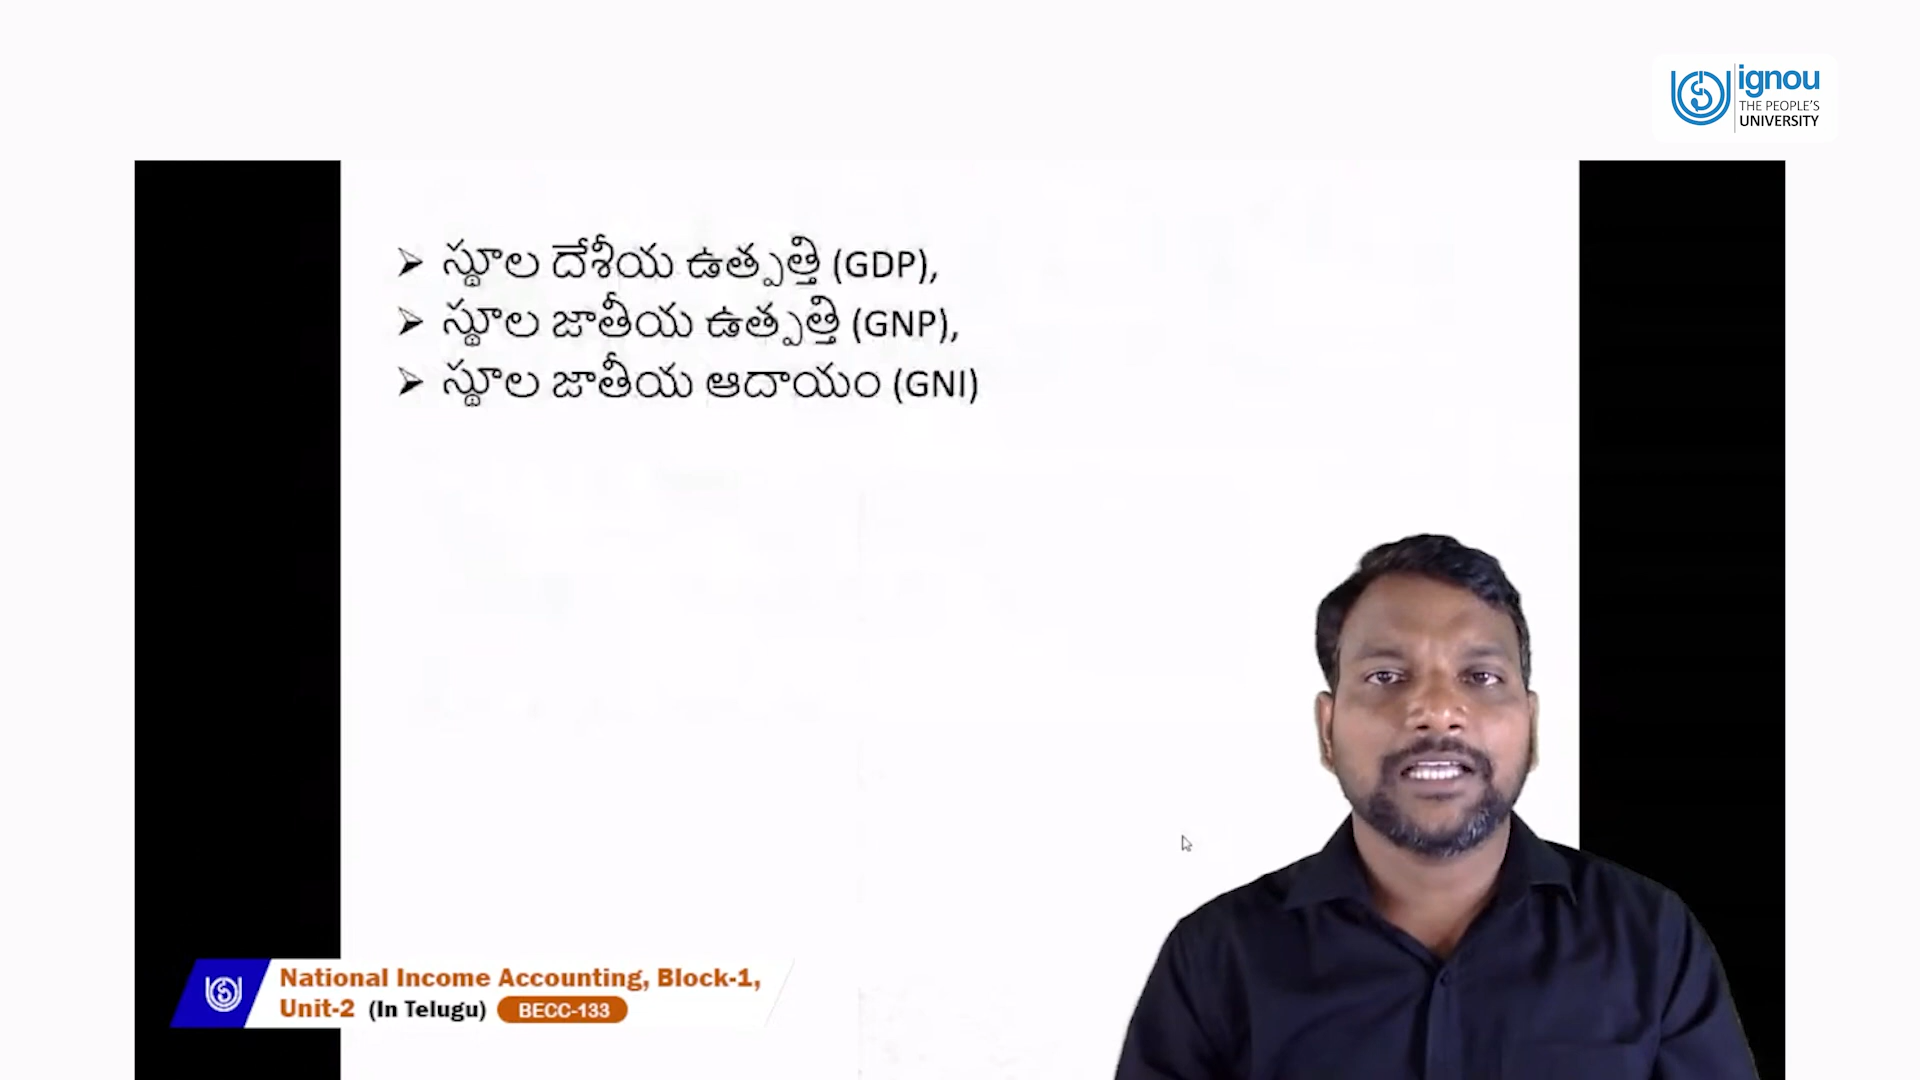 ignou
THE PEOPLE'S
UNIVERSITY
➢ స్థూల దేశీయ ఉత్పత్తి (GDP),
➢ స్థూల జాతీయ ఉత్పత్తి (GNP),
➢ స్థూల జాతీయ ఆదాయం (GNI)
National Income Accounting, Block-1,
Unit-2 (In Telugu) BECC-133